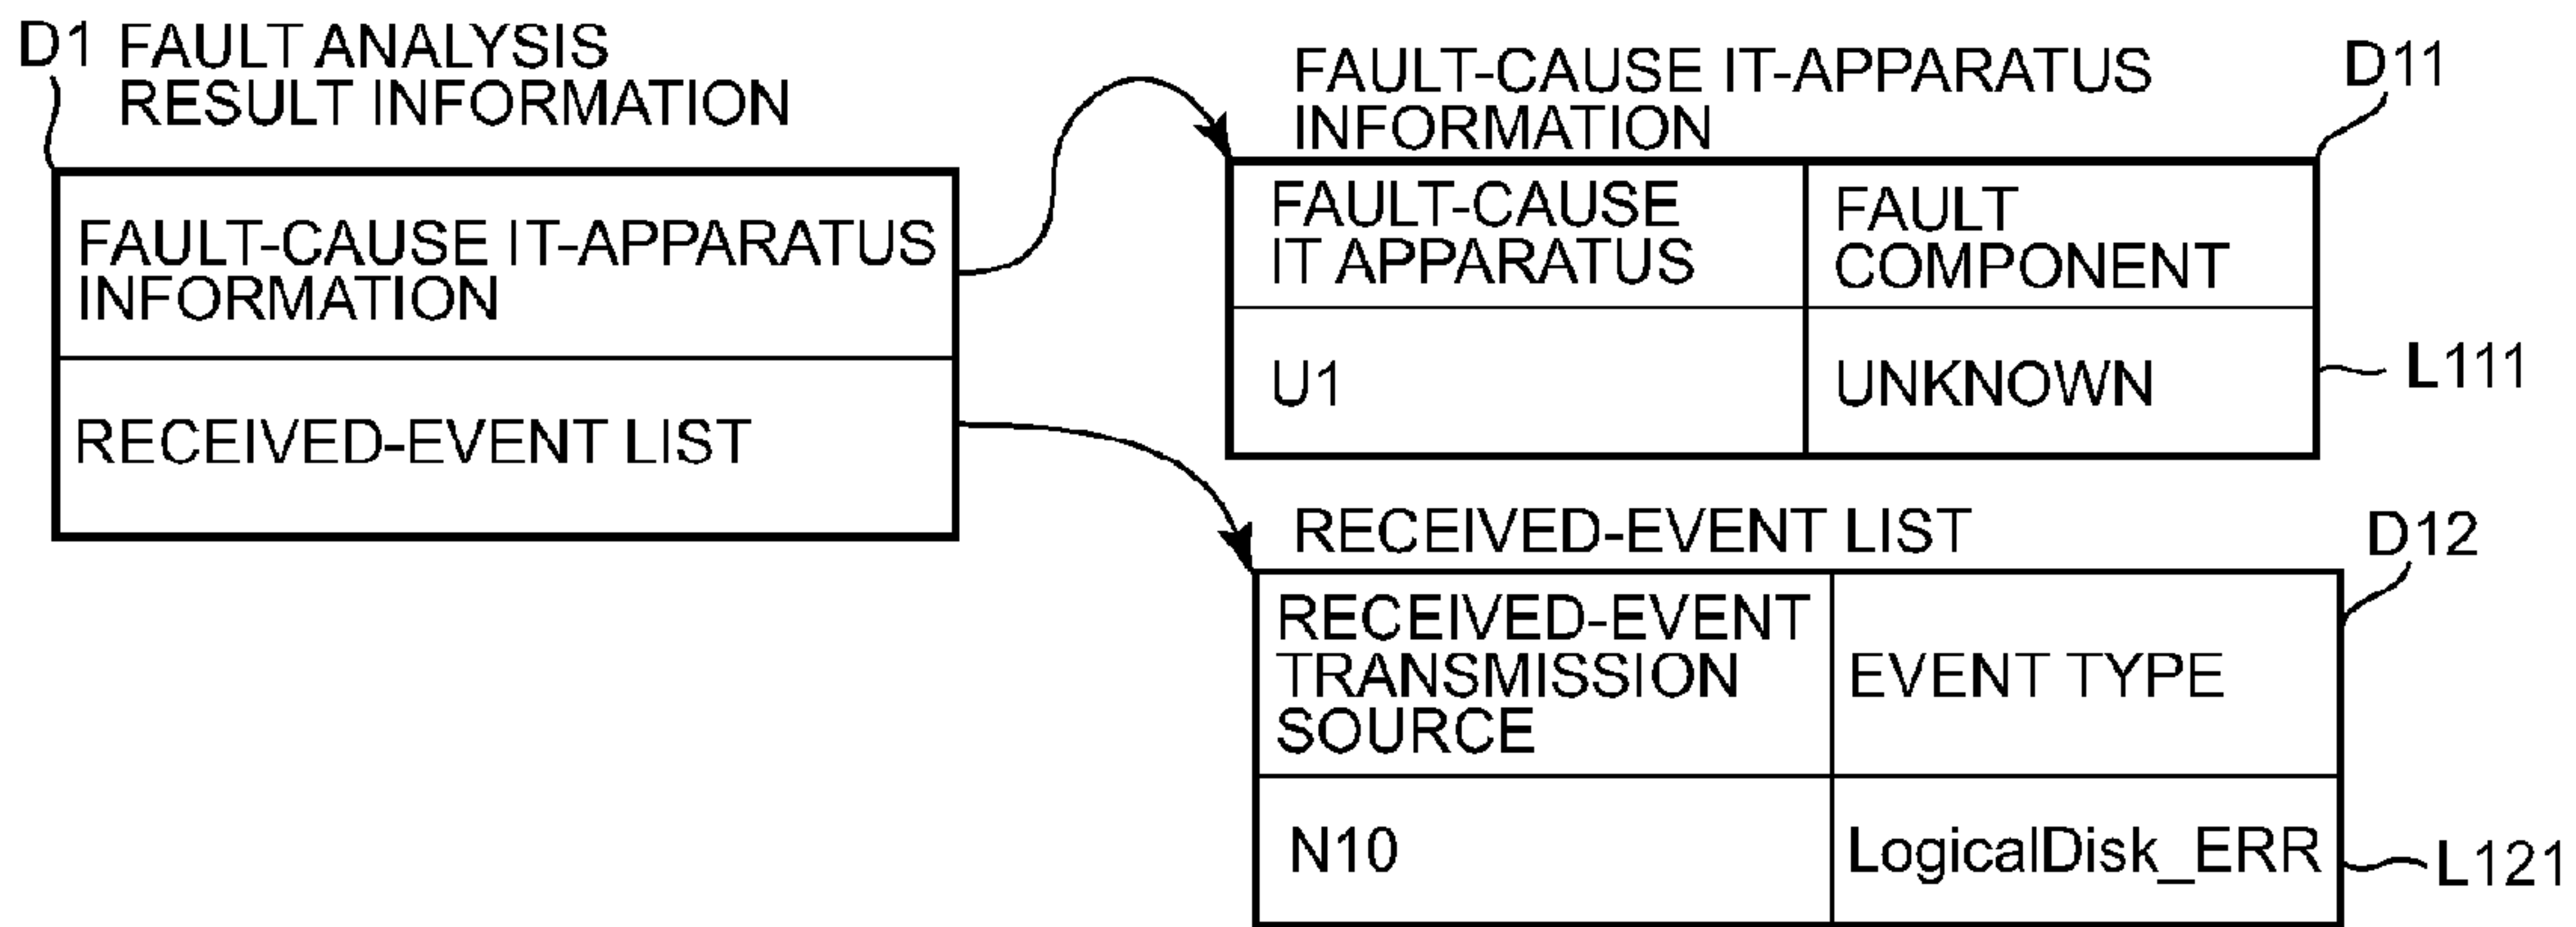 D1 FAULT ANALYSIS
RESULT INFORMATION
FAULT-CAUSE IT-APPARATUS
INFORMATION
RECEIVED-EVENT LIST
FAULT-CAUSE IT-APPARATUS
INFORMATION
D11
FAULT-CAUSE
IT APPARATUS
FAULT
COMPONENT
U1
UNKNOWN
L111
RECEIVED-EVENT LIST
D12
RECEIVED-EVENT
TRANSMISSION
SOURCE
EVENT TYPE
N10
LogicalDisk_ERR
L121